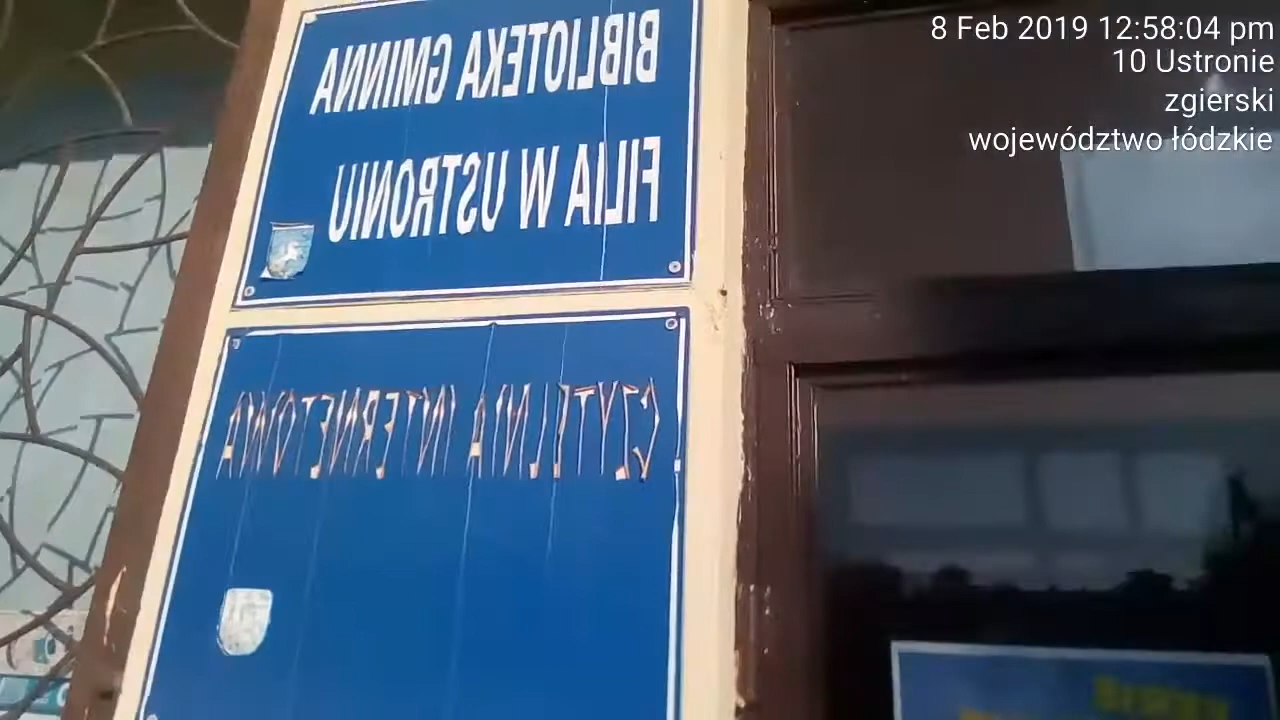 8 Feb 2019 12:58:04 pm
10 Ustronie
zgierski
województwo łódzkie
BIBLIOTEKA GMINNA
FILIA W USTRONIU
CZYTELNIA INTERNETOWA